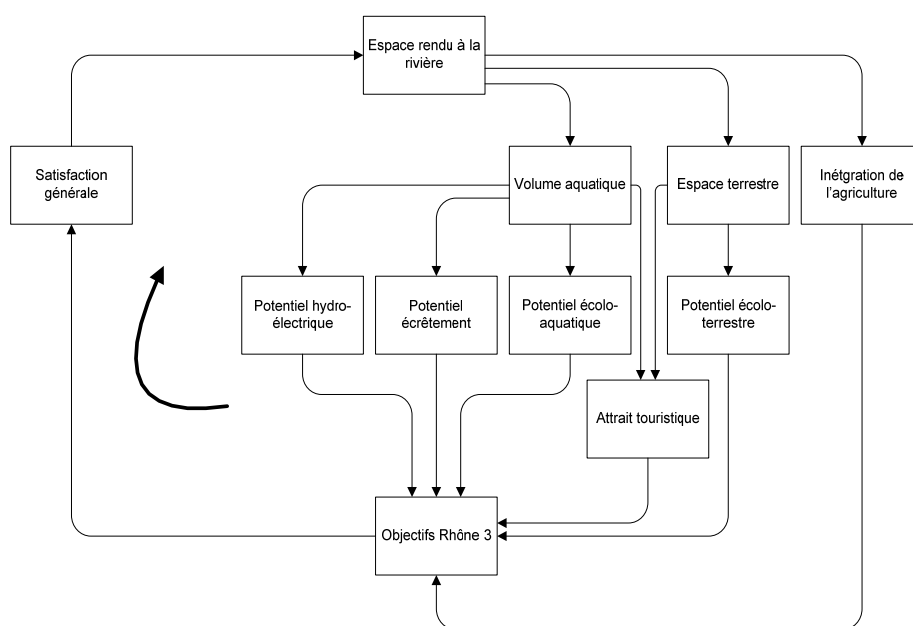 Espace rendu à la
rivière
Satisfaction
générale
Volume aquatique
Espace terrestre
Inétgration de
l'agriculture
Potentiel hydro-
électrique
Potentiel
écrêtement
Potentiel écolo-
aquatique
Potentiel écolo-
terrestre
Attrait touristique
Objectifs Rhône 3